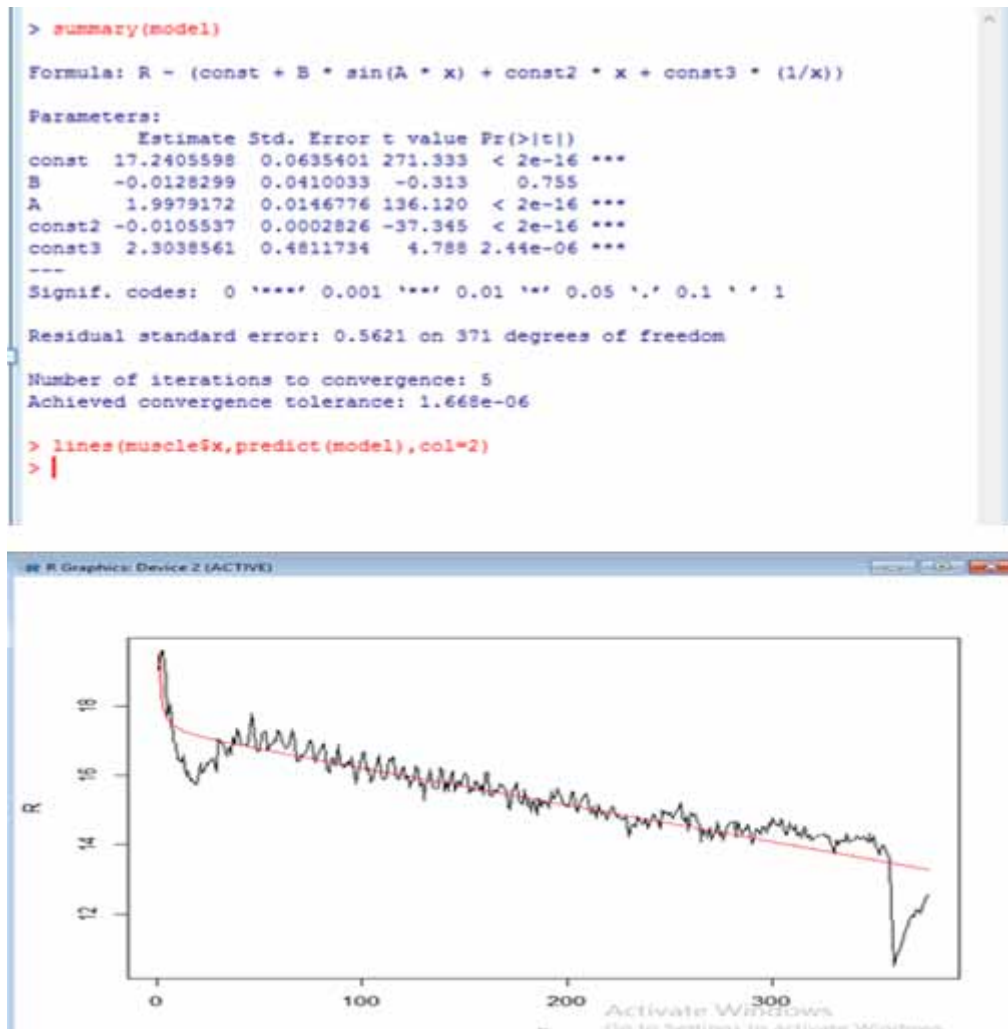 > summary(model)
Formula: R ~ (const + B * sin(A * x) + const2 * x + const3 * (1/x))
Parameters:
Estimate Std. Error t value Pr(>|t|)
const 17.2405598 0.0635401 271.333 < 2e-16 ***
B -0.0128299 0.0410033 -0.313 0.755
A 1.9979172 0.0146776 136.120 < 2e-16 ***
const2 -0.0105537 0.0002826 -37.345 < 2e-16 ***
const3 2.3038561 0.4811734 4.788 2.44e-06 ***
---
Signif. codes: 0 ‘***’ 0.001 ‘**’ 0.01 ‘*’ 0.05 ‘.’ 0.1 ‘ ’ 1
Residual standard error: 0.5621 on 371 degrees of freedom
Number of iterations to convergence: 5
Achieved convergence tolerance: 1.668e-06
> lines(muscle$x,predict(model),col=2)
>
R Graphics: Device 2 (ACTIVE)
18
16
R
14
12
0 100 200 300
Activate Windows